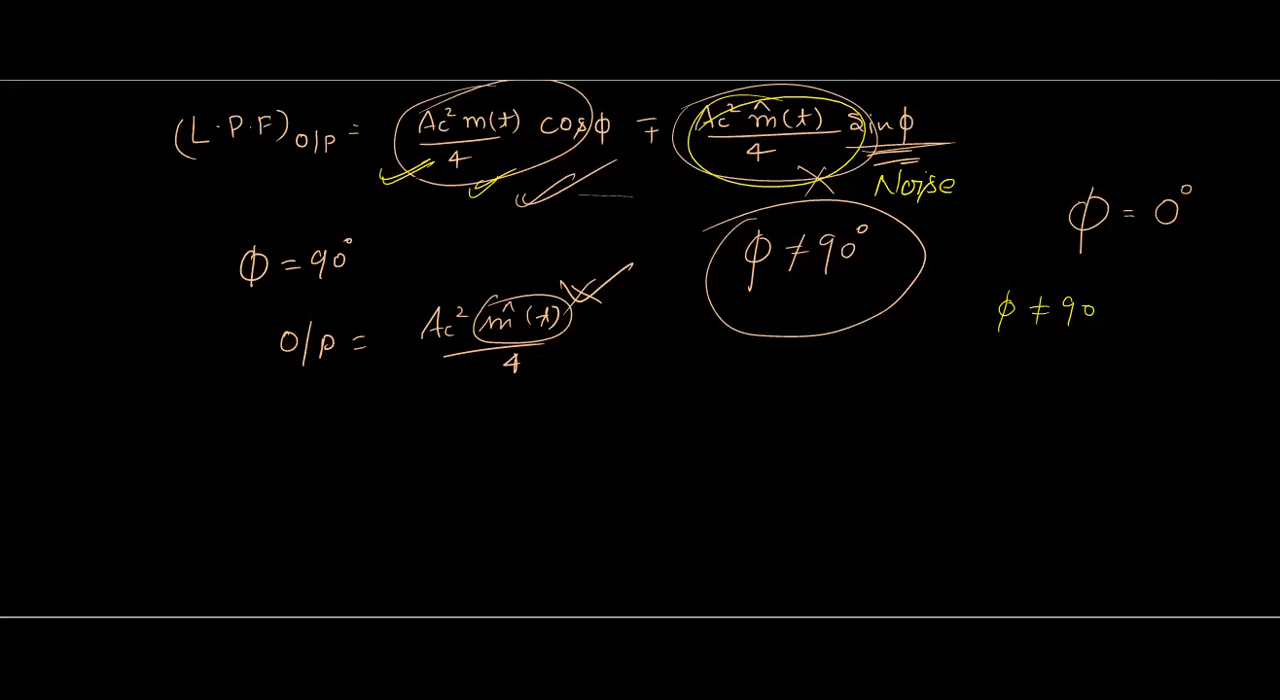 (L.P.F)O/P = Ac² m(t)/4 cosϕ ∓ Ac² m̂(t)/4 sinϕ
Noise
ϕ = 0°
ϕ = 90°
ϕ ≠ 90°
ϕ ≠ 90
O/P = Ac² m̂(t)/4